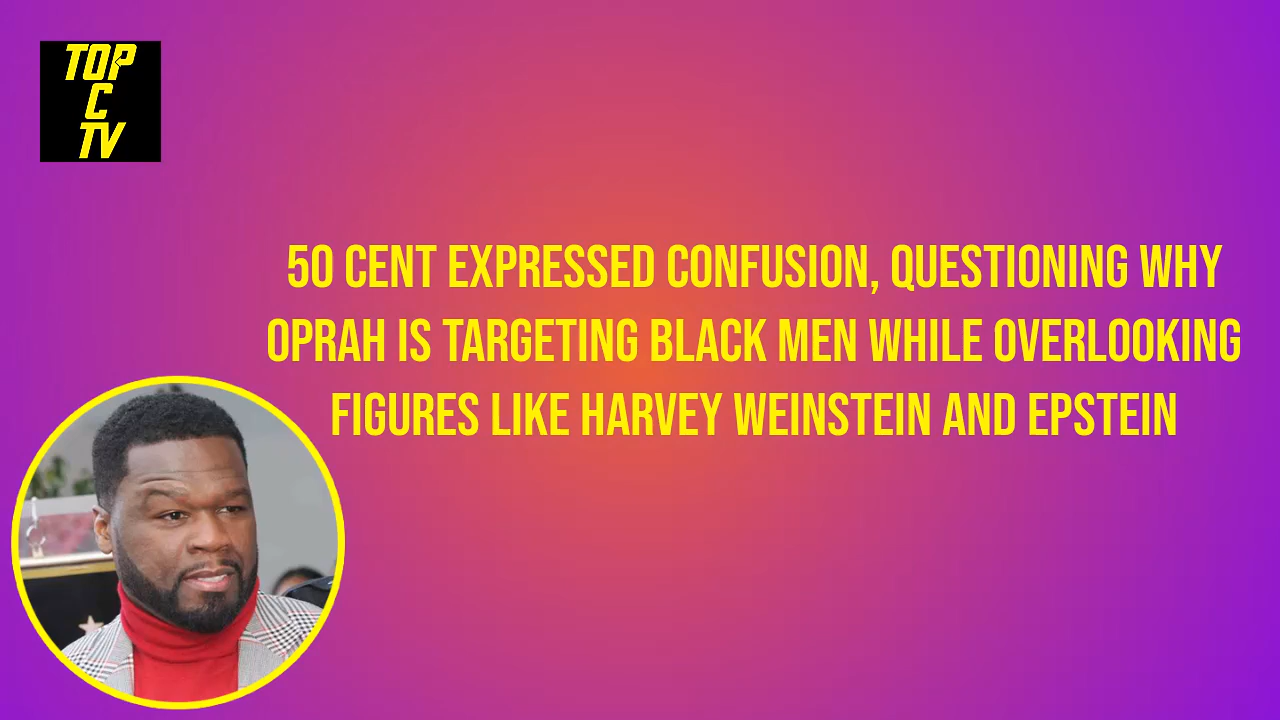 TOP
C
TV
50 CENT EXPRESSED CONFUSION, QUESTIONING WHY
OPRAH IS TARGETING BLACK MEN WHILE OVERLOOKING
FIGURES LIKE HARVEY WEINSTEIN AND EPSTEIN